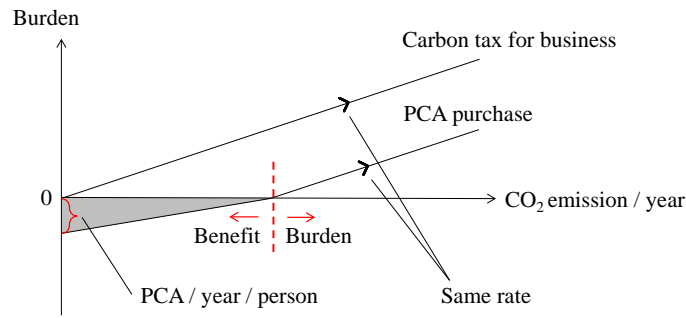 Burden
Carbon tax for business
PCA purchase
0
CO2 emission / year
Benefit
Burden
PCA / year / person
Same rate